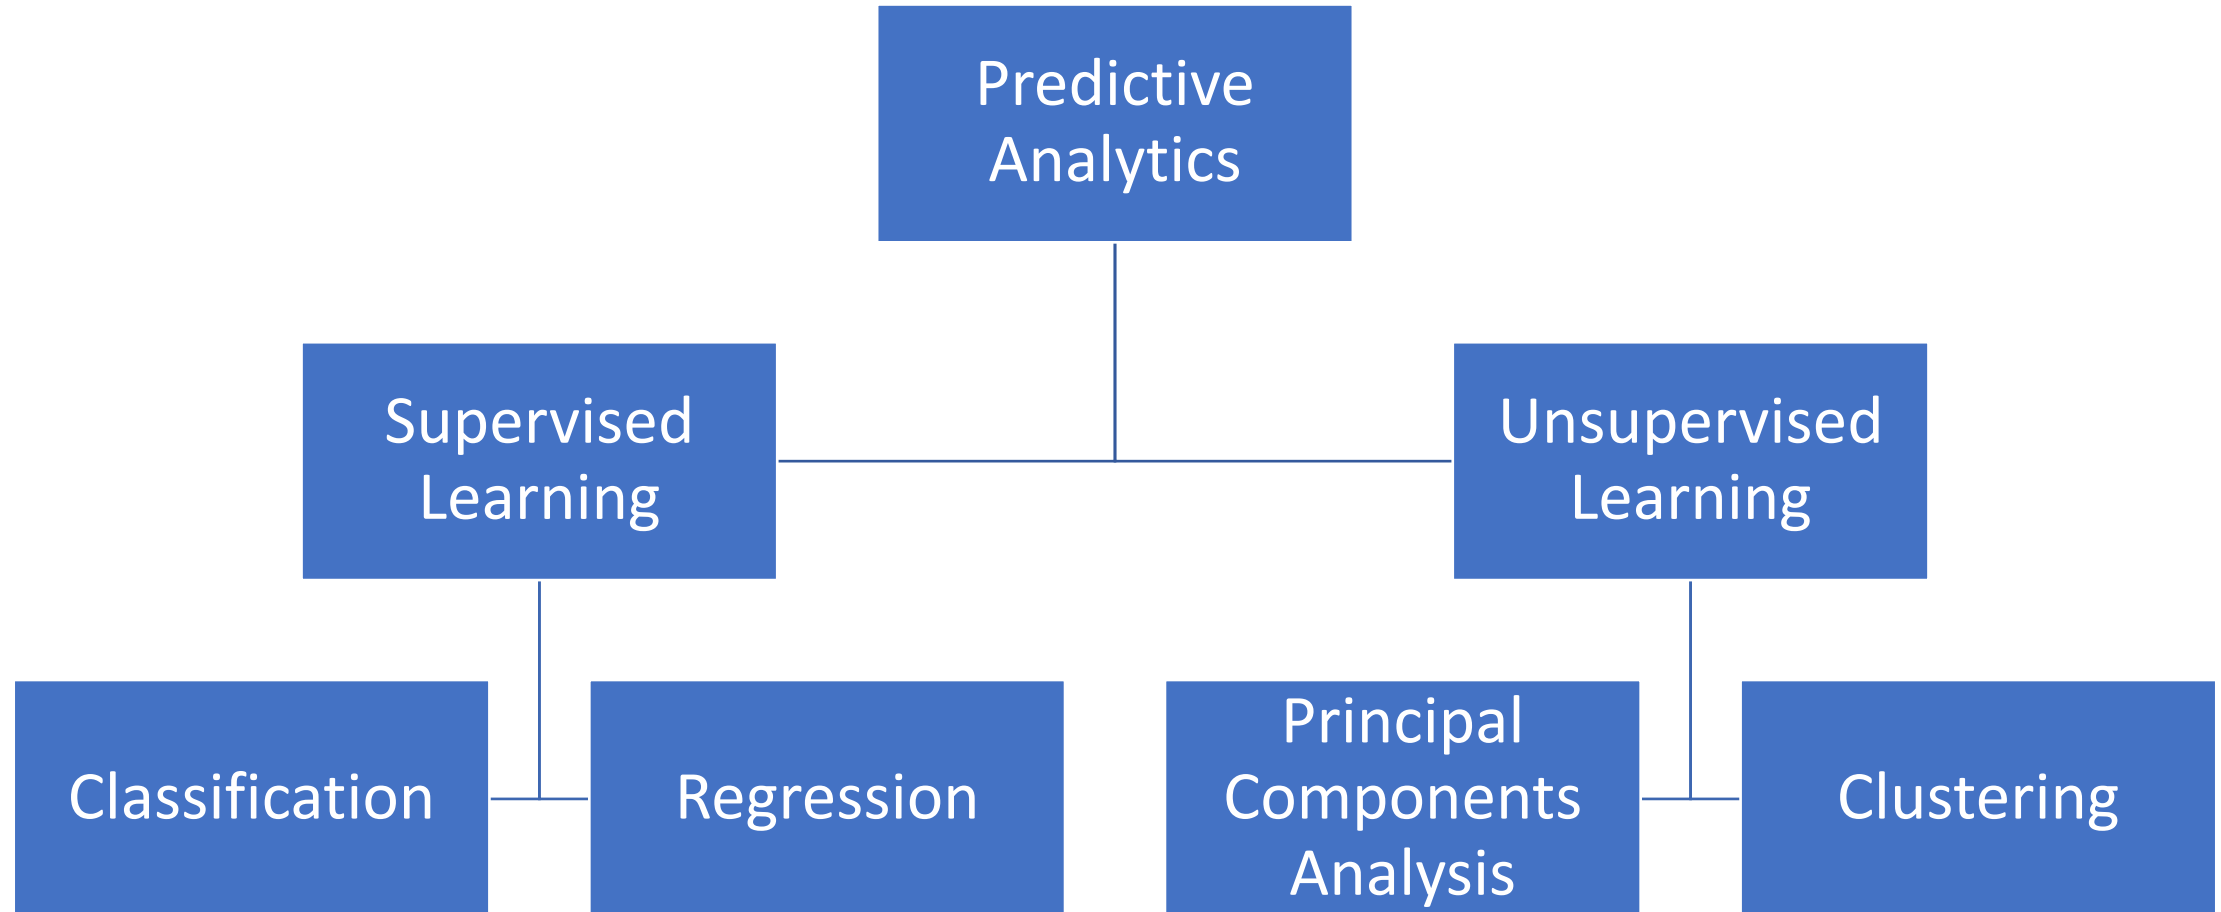 Predictive
Analytics
Supervised
Learning
Unsupervised
Learning
Classification
Regression
Principal
Components
Analysis
Clustering